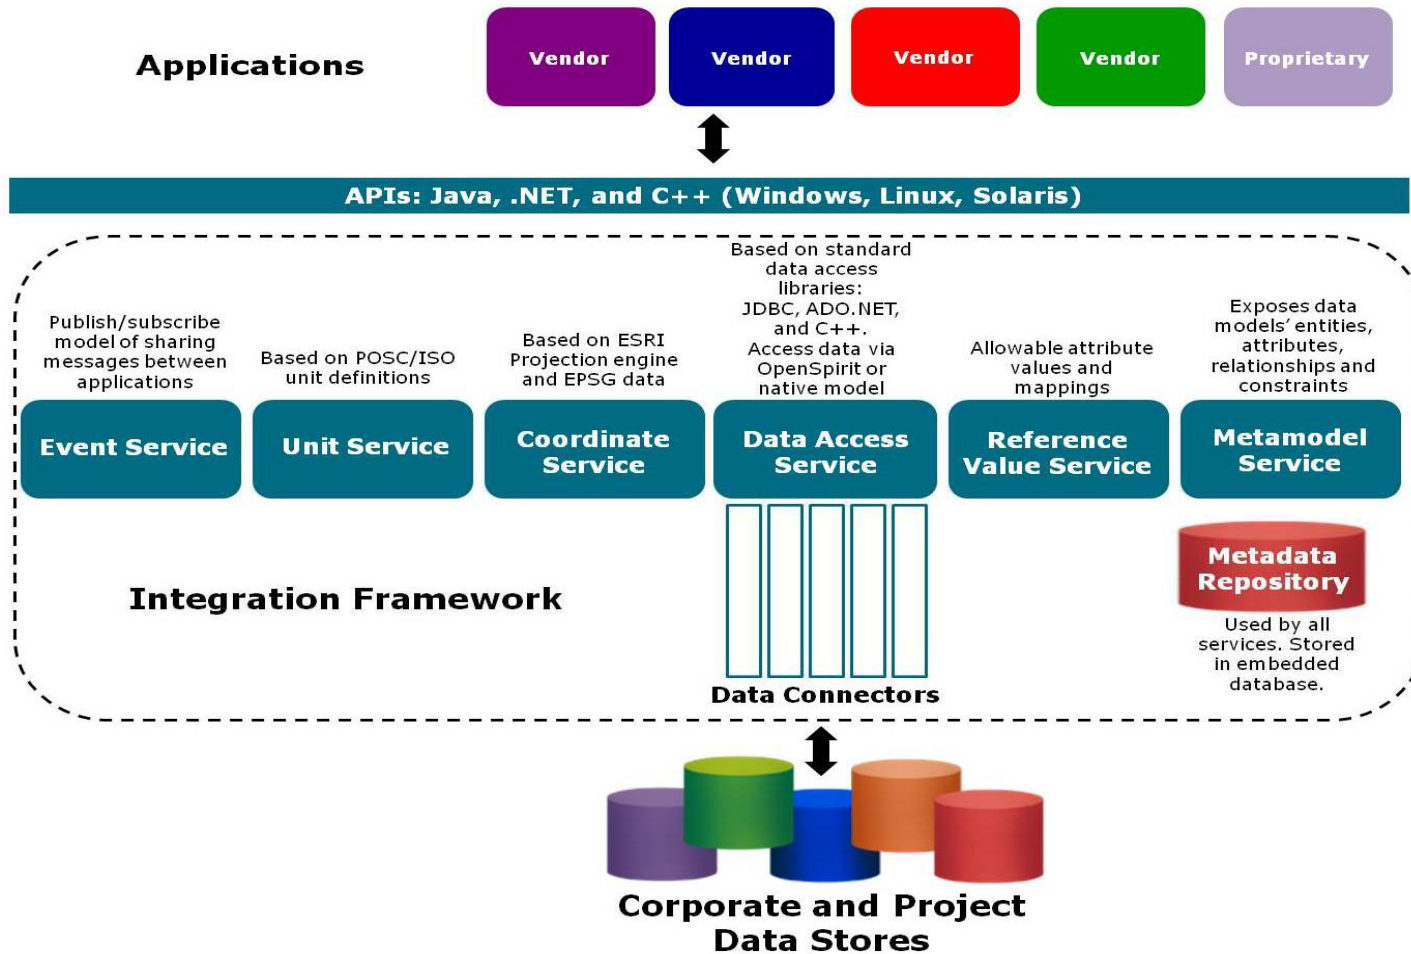 Applications
Vendor
Vendor
Vendor
Vendor
Proprietary
APIs: Java, .NET, and C++ (Windows, Linux, Solaris)
Publish/subscribe
model of sharing
messages between
applications
Event Service
Based on POSC/ISO
unit definitions
Unit Service
Based on ESRI
Projection engine
and EPSG data
Coordinate
Service
Based on standard
data access
libraries:
JDBC, ADO.NET,
and C++.
Access data via
OpenSpirit or
native model
Data Access
Service
Allowable attribute
values and
mappings
Reference
Value Service
Exposes data
models’ entities,
attributes,
relationships and
constraints
Metamodel
Service
Integration Framework
Data Connectors
Metadata
Repository
Used by all
services. Stored
in embedded
database.
Corporate and Project
Data Stores